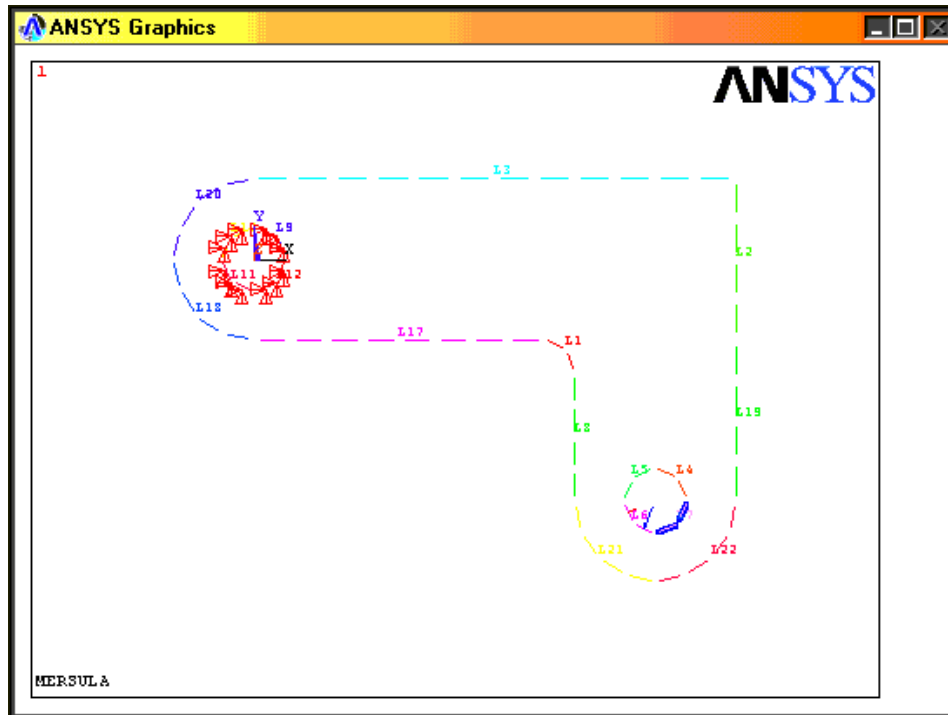 ANSYS Graphics
1
ANSYS
L3
L20
Y
L9
X
L2
L11
L12
L18
L17
L1
L19
L8
L5 L4
L6
L21
L22
MERSULA